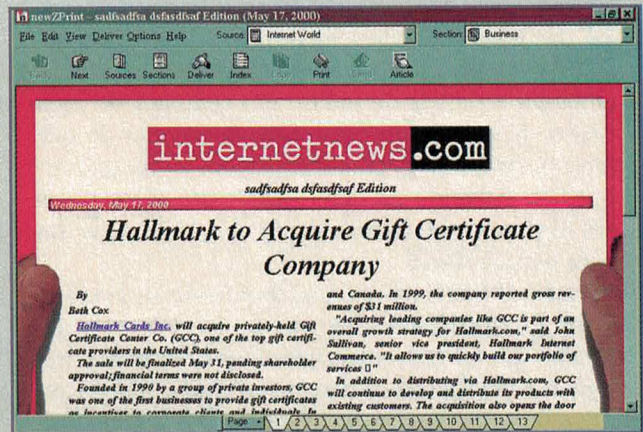 newZPrint - sadfsadfsa dsfasdfsaf Edition (May 17, 2000)
File Edit View Deliver Options Help Source: Internet World Section: Business
Next Sources Sections Deliver Index Print Article
internetnews.com
sadfsadfsa dsfasdfsaf Edition
Wednesday, May 17, 2000
Hallmark to Acquire Gift Certificate
Company
By
Beth Cox
Hallmark Cards Inc. will acquire privately-held Gift
Certificate Center Co. (GCC), one of the top gift certifi-
cate providers in the United States.
The sale will be finalized May 31, pending shareholder
approval; financial terms were not disclosed.
Founded in 1990 by a group of private investors, GCC
was one of the first businesses to provide gift certificates
as incentives to corporate clients and individuals. In
and Canada. In 1999, the company reported gross rev-
enues of $31 million.
"Acquiring leading companies like GCC is part of an
overall growth strategy for Hallmark.com," said John
Sullivan, senior vice president, Hallmark Internet
Commerce. "It allows us to quickly build our portfolio of
services ▯"
In addition to distributing via Hallmark.com, GCC
will continue to develop and distribute its products with
existing customers. The acquisition also opens the door
Page 1 2 3 4 5 6 7 8 9 10 11 12 13